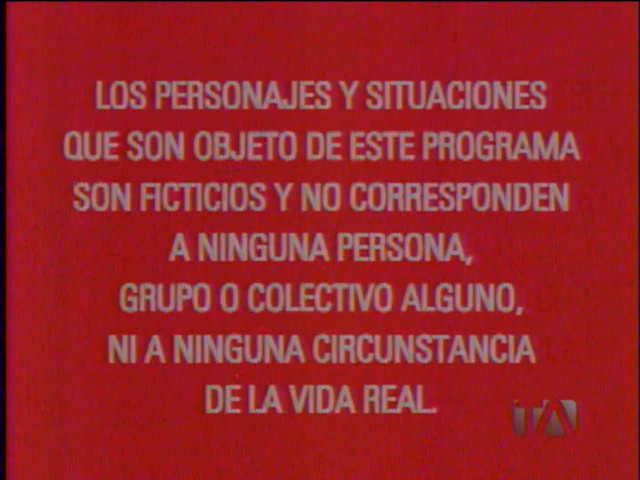 LOS PERSONAJES Y SITUACIONES
QUE SON OBJETO DE ESTE PROGRAMA
SON FICTICIOS Y NO CORRESPONDEN
A NINGUNA PERSONA,
GRUPO O COLECTIVO ALGUNO,
NI A NINGUNA CIRCUNSTANCIA
DE LA VIDA REAL.
TA